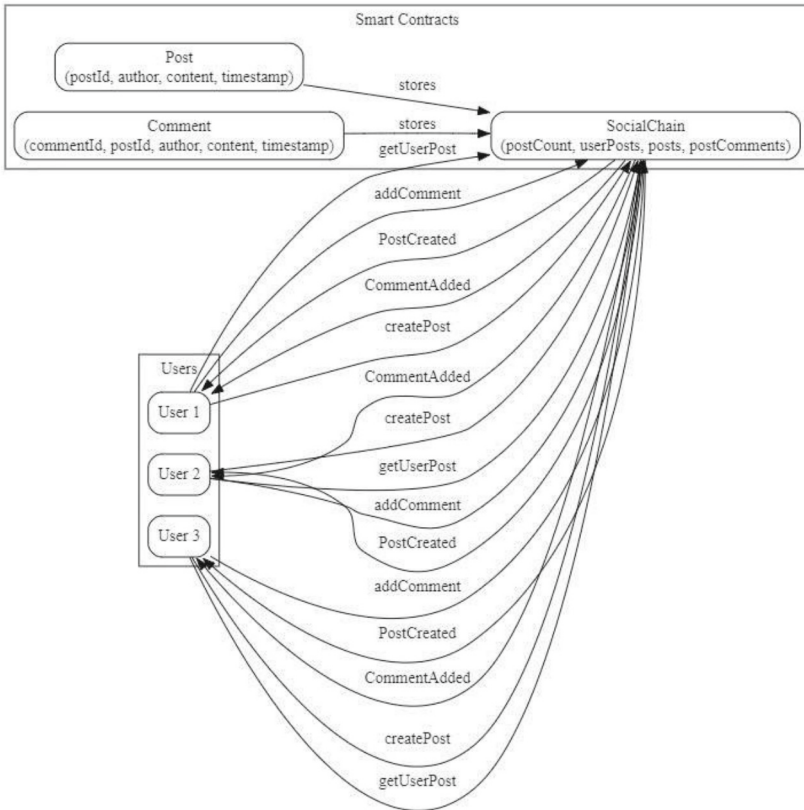 Smart Contracts
Post
(postId, author, content, timestamp)
stores
Comment
(commentId, postId, author, content, timestamp)
stores
SocialChain
(postCount, userPosts, posts, postComments)
getUserPost
addComment
PostCreated
CommentAdded
createPost
Users
User 1
CommentAdded
createPost
User 2
getUserPost
addComment
User 3
PostCreated
addComment
PostCreated
CommentAdded
createPost
getUserPost